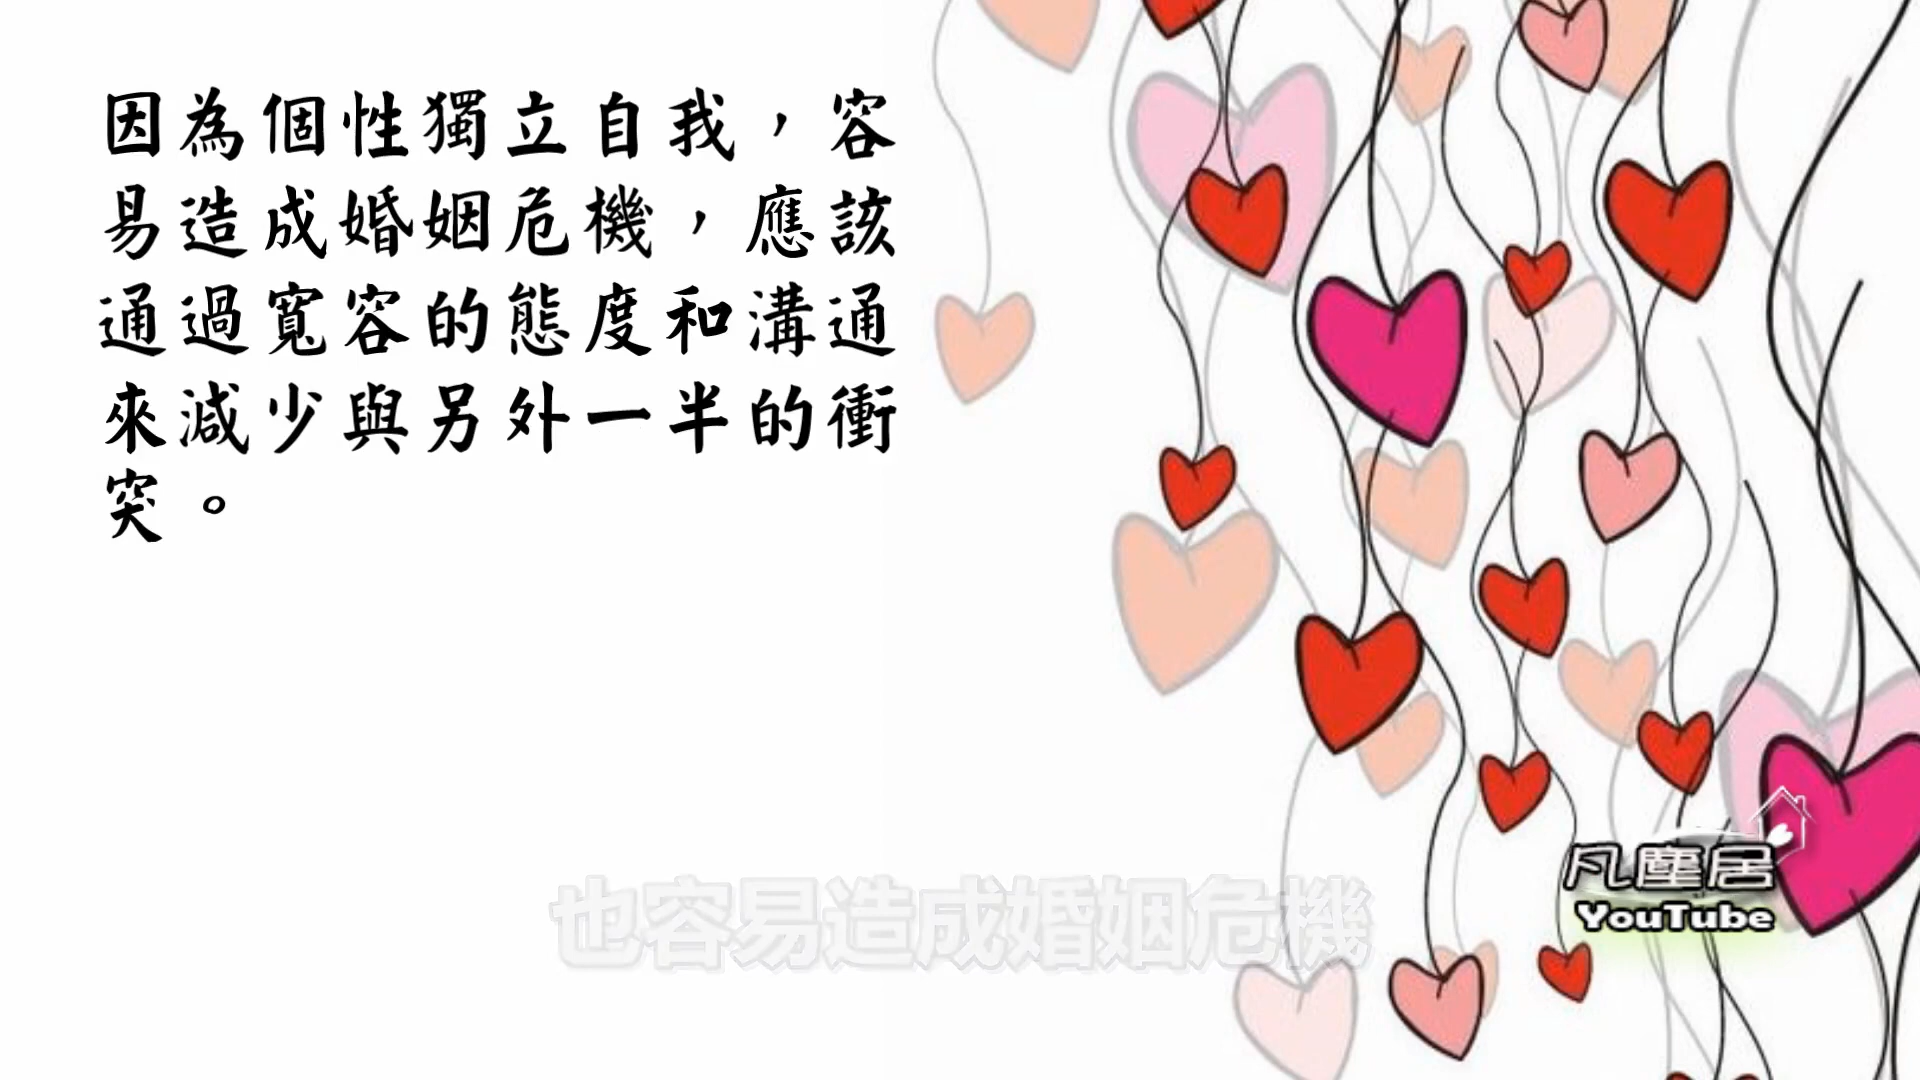 因為個性獨立自我，容
易造成婚姻危機，應該
通過寬容的態度和溝通
來減少與另外一半的衝
突。
也容易造成婚姻危機
凡塵居
YouTube